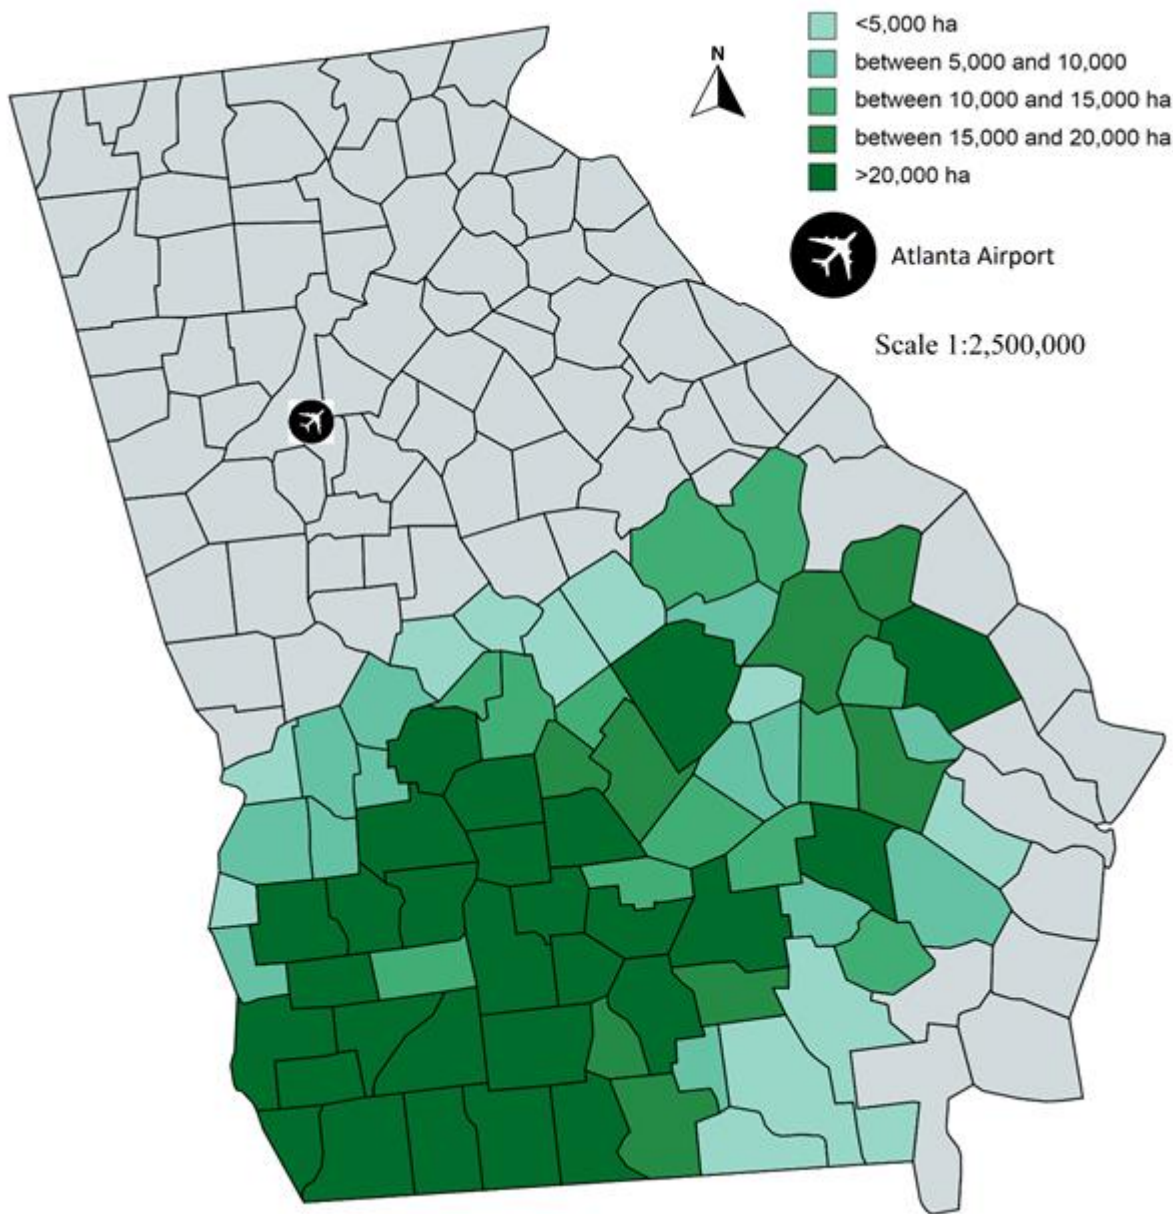 N
<5,000 ha
between 5,000 and 10,000
between 10,000 and 15,000 ha
between 15,000 and 20,000 ha
>20,000 ha
Atlanta Airport
Scale 1:2,500,000